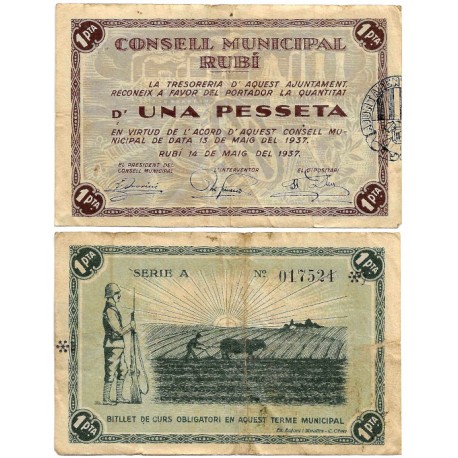 1 PTA 1 PTA
CONSELL MUNICIPAL
RUBÍ
LA TRESORERIA D'AQUEST AJUNTAMENT,
RECONEIX A FAVOR DEL PORTADOR LA QUANTITAT
D' UNA PESSETA
EN VIRTUD DE L'ACORD D'AQUEST CONSELL MU-
NICIPAL DE DATA 13 DE MAIG DEL 1937.
RUBÍ 14 DE MAIG DEL 1937.
EL PRESIDENT DEL
CONSELL MUNICIPAL
L'INTERVENTOR
EL DIPOSITARI
1 PTA 1 PTA
1 PTA 1 PTA
SERIE A Nº 017524
BITLLET DE CURS OBLIGATORI EN AQUEST TERME MUNICIPAL
1 PTA 1 PTA